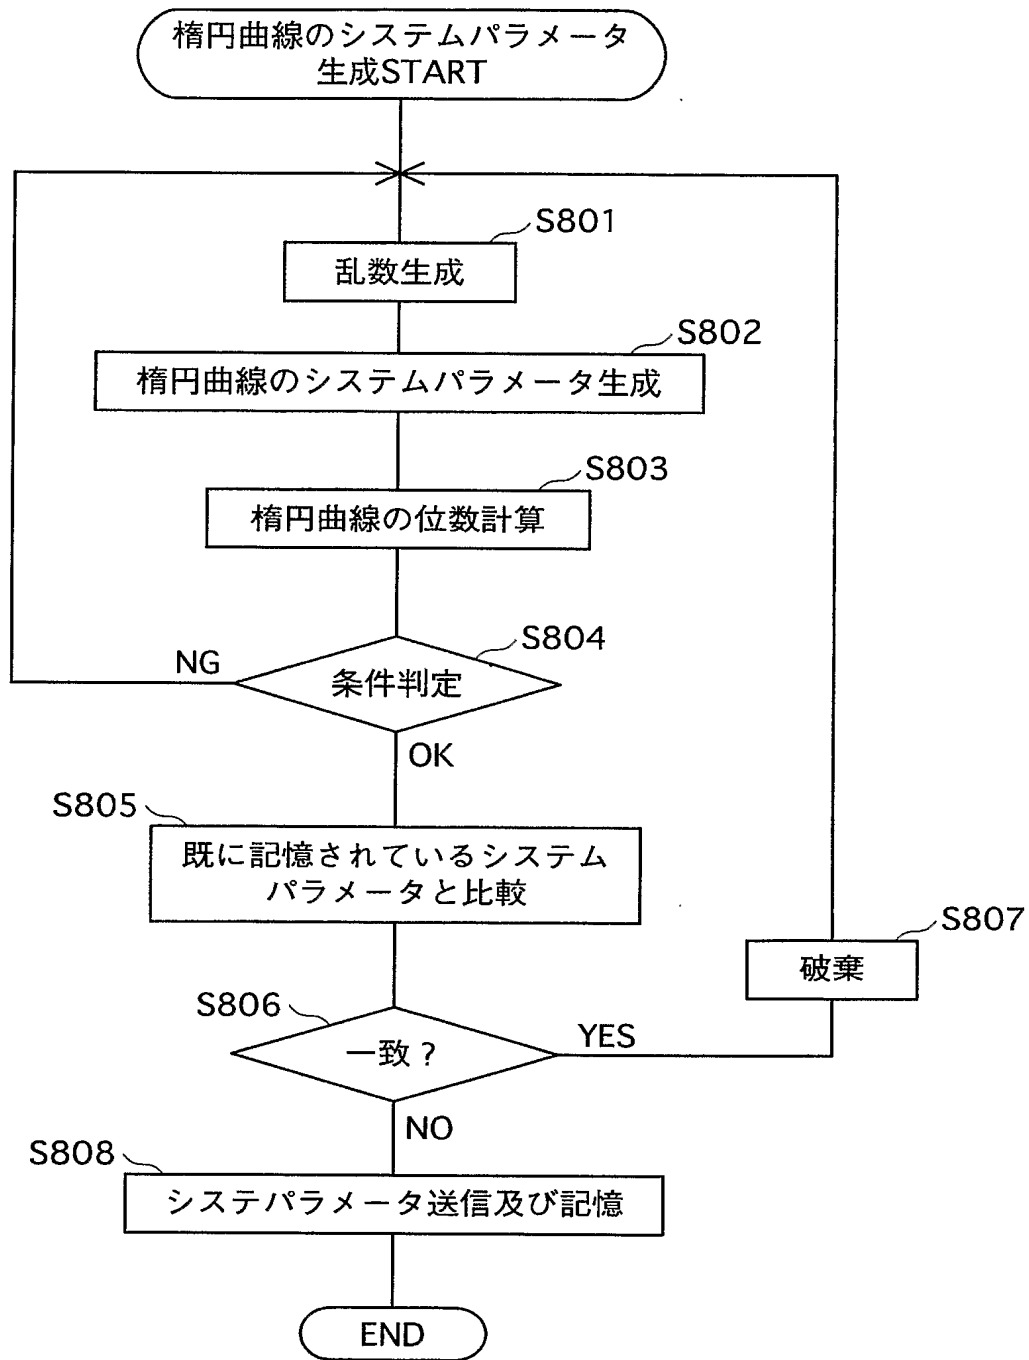 楕円曲線のシステムパラメータ
生成START
S801
乱数生成
S802
楕円曲線のシステムパラメータ生成
S803
楕円曲線の位数計算
S804
NG
条件判定
OK
S805
既に記憶されているシステム
パラメータと比較
S807
破棄
S806
一致?
YES
NO
S808
システパラメータ送信及び記憶
END